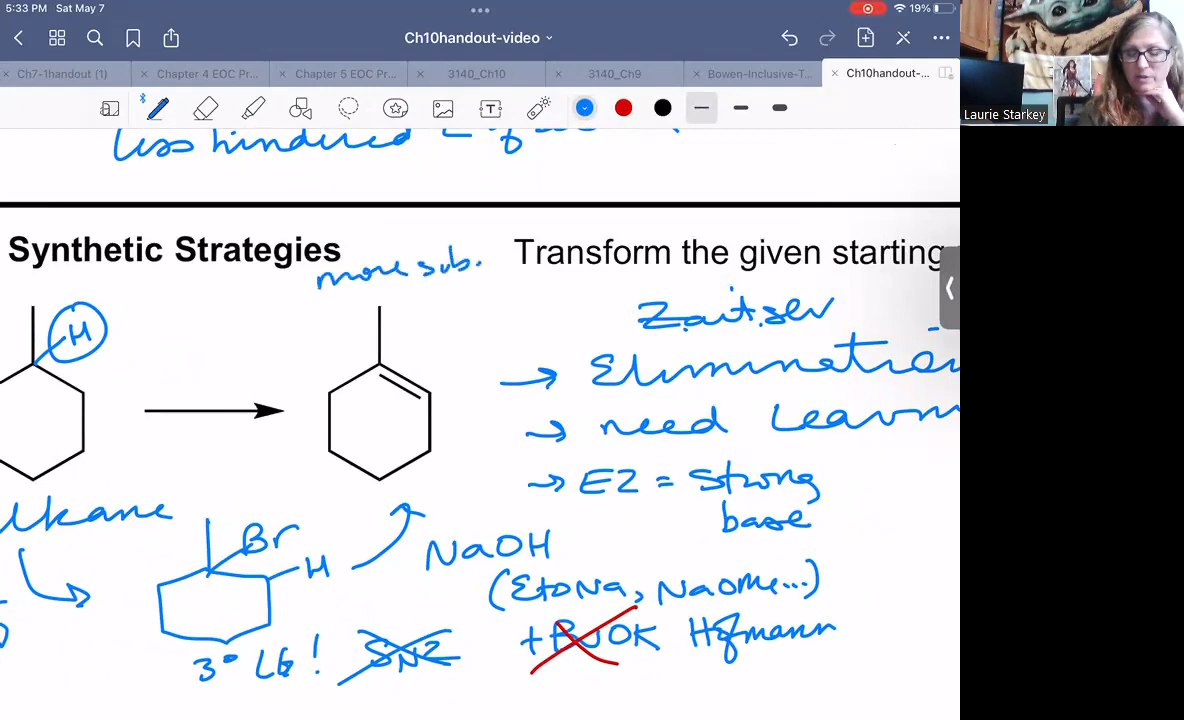 5:33 PM Sat May 7
19%
Ch10handout-video
Ch7-1handout (1)
Chapter 4 EOC Pr...
Chapter 5 EOC Pr...
3140_Ch10
3140_Ch9
Bowen-Inclusive-T...
Ch10handout-...
Laurie Starkey
less hindered
Synthetic Strategies
Transform the given starting
more sub.
Zaitsev
H
→ Elimination
→ need Leavin
→ E2 = strong
base
lkane
Br
H
NaOH
(EtONa, NaOMe...)
3° LG !
SN2
tBuOK Hofmann